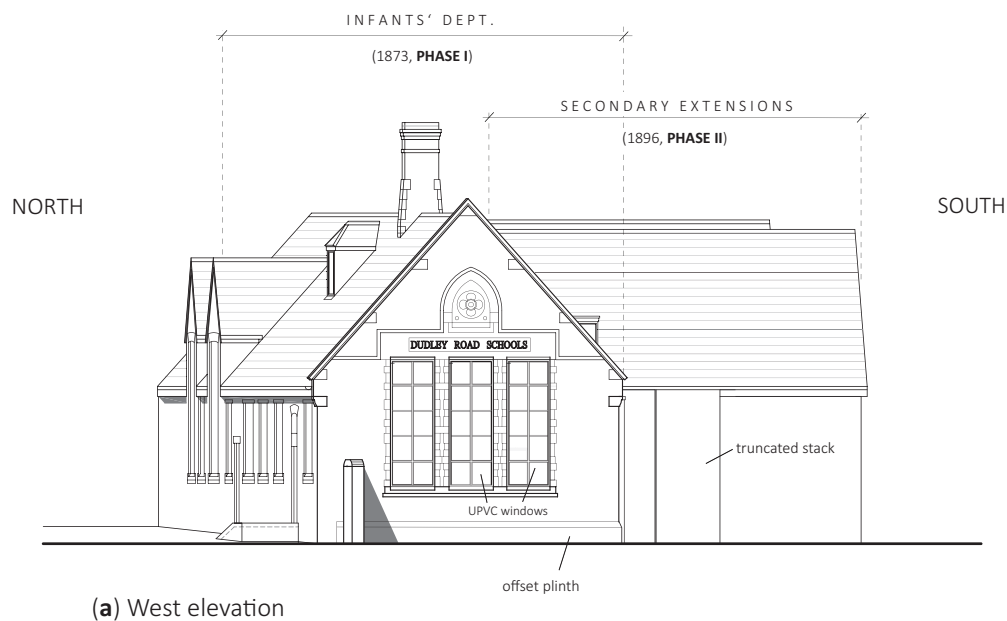 INFANTS‘ DEPT.
(1873, PHASE I)
SECONDARY EXTENSIONS
(1896, PHASE II)
NORTH
SOUTH
DUDLEY ROAD SCHOOLS
truncated stack
UPVC windows
offset plinth
(a) West elevation